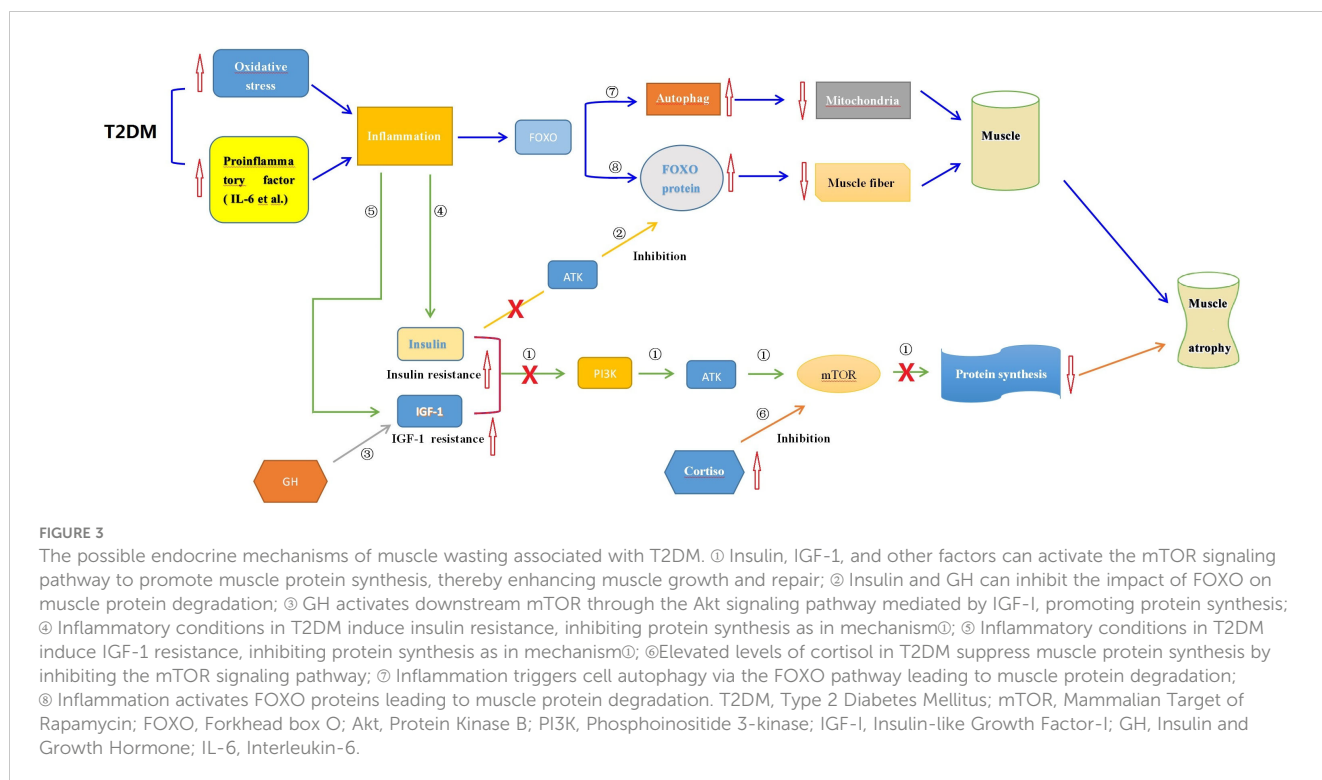 T2DM
Oxidative
stress
Proinflamma
tory factor
( IL-6 et al.)
Inflammation
FOXO
⑦
Autophag
Mitochondria
⑧
FOXO
protein
Muscle fiber
Muscle
⑤
④
②
Inhibition
ATK
X
Insulin
Insulin resistance
①
X
PI3K
①
ATK
①
mTOR
①
X
Protein synthesis
Muscle
atrophy
IGF-1
IGF-1 resistance
③
GH
⑥
Inhibition
Cortiso
FIGURE 3
The possible endocrine mechanisms of muscle wasting associated with T2DM. ① Insulin, IGF-1, and other factors can activate the mTOR signaling
pathway to promote muscle protein synthesis, thereby enhancing muscle growth and repair; ② Insulin and GH can inhibit the impact of FOXO on
muscle protein degradation; ③ GH activates downstream mTOR through the Akt signaling pathway mediated by IGF-I, promoting protein synthesis;
④ Inflammatory conditions in T2DM induce insulin resistance, inhibiting protein synthesis as in mechanism①; ⑤ Inflammatory conditions in T2DM
induce IGF-1 resistance, inhibiting protein synthesis as in mechanism①; ⑥Elevated levels of cortisol in T2DM suppress muscle protein synthesis by
inhibiting the mTOR signaling pathway; ⑦ Inflammation triggers cell autophagy via the FOXO pathway leading to muscle protein degradation;
⑧ Inflammation activates FOXO proteins leading to muscle protein degradation. T2DM, Type 2 Diabetes Mellitus; mTOR, Mammalian Target of
Rapamycin; FOXO, Forkhead box O; Akt, Protein Kinase B; PI3K, Phosphoinositide 3-kinase; IGF-I, Insulin-like Growth Factor-I; GH, Insulin and
Growth Hormone; IL-6, Interleukin-6.